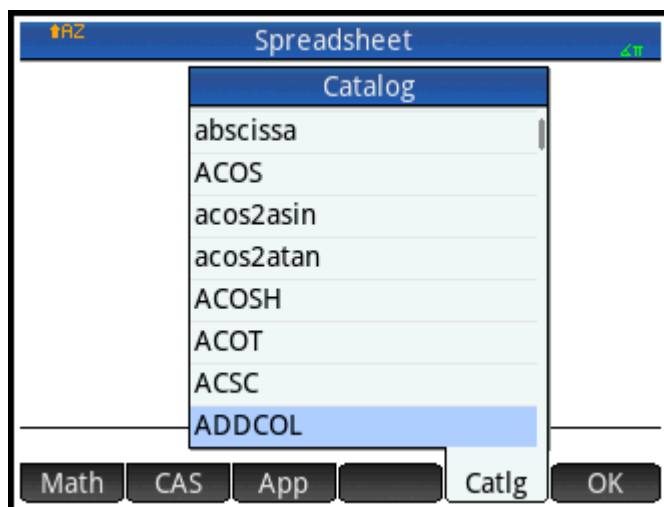 ↑AZ
Spreadsheet
∡π
Catalog
abscissa
ACOS
acos2asin
acos2atan
ACOSH
ACOT
ACSC
ADDCOL
Math CAS App Catlg OK